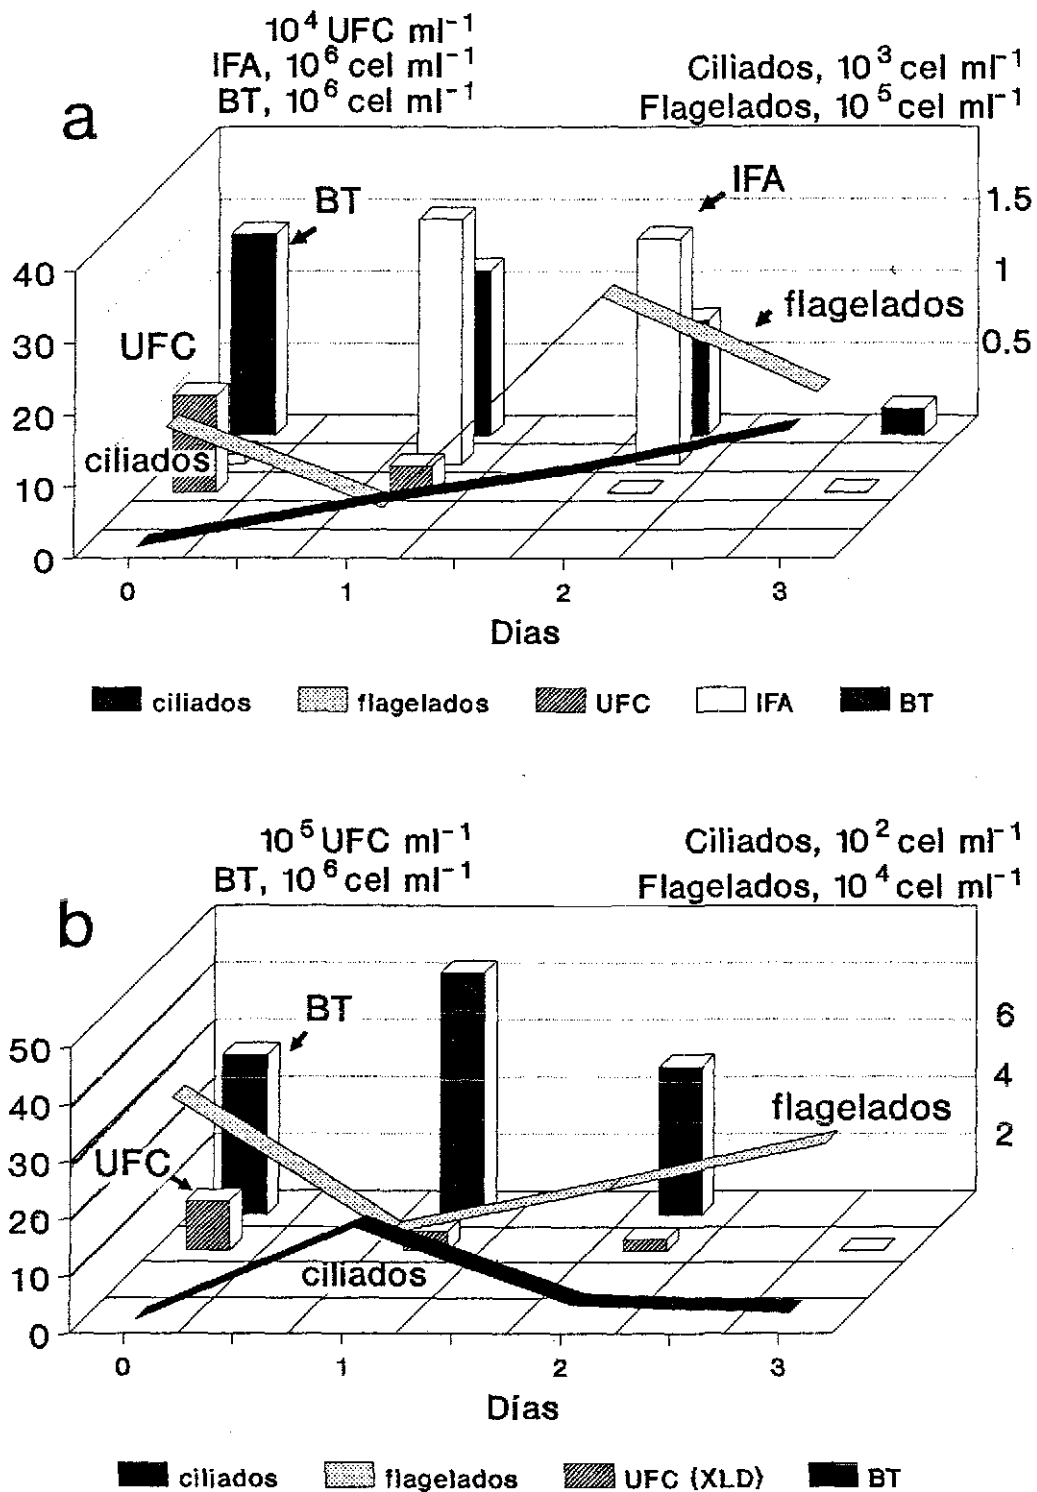 a
10⁴ UFC ml⁻¹
IFA, 10⁶ cel ml⁻¹
BT, 10⁶ cel ml⁻¹
Ciliados, 10³ cel ml⁻¹
Flagelados, 10⁵ cel ml⁻¹
BT
IFA
1.5
1
0.5
flagelados
UFC
ciliados
40
30
20
10
0
0 1 2 3
Dias
ciliados flagelados UFC IFA BT
b
10⁵ UFC ml⁻¹
BT, 10⁶ cel ml⁻¹
Ciliados, 10² cel ml⁻¹
Flagelados, 10⁴ cel ml⁻¹
BT
6
4
2
flagelados
UFC
ciliados
50
40
30
20
10
0
0 1 2 3
Días
ciliados flagelados UFC (XLD) BT